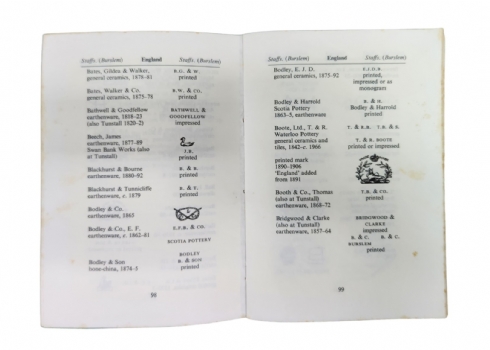 Staffs. (Burslem) England Staffs. (Burslem)
Bates, Gildea & Walker, B.G. & W.
general ceramics, 1878–81 printed
Bates, Walker & Co. B.W. & CO.
general ceramics, 1875–78 printed
Bathwell & Goodfellow BATHWELL &
earthenware, 1818–23 GOODFELLOW
(also Tunstall 1820–2) impressed
Beech, James
earthenware, 1877–89
Swan Bank Works (also J.B.
at Tunstall) printed
Blackhurst & Bourne B. & B.
earthenware, 1880–92 printed
Blackhurst & Tunnicliffe B. & T.
earthenware, c. 1879 printed
Bodley & Co.
earthenware, 1865
Bodley & Co., E. F. E.F.B. & CO.
earthenware, c. 1862–81
SCOTIA POTTERY
BODLEY
Bodley & Son B. & SON
bone-china, 1874–5 printed
98
Staffs. (Burslem) England Staffs. (Burslem)
Bodley, E. J. D. E.J.D.B.
general ceramics, 1875–92 printed,
impressed or as
monogram
Bodley & Harrold B. & H.
Scotia Pottery Bodley & Harrold
1863–5, earthenware printed
Boote, Ltd., T. & R. T. & R.B. T.B. & S.
Waterloo Pottery
general ceramics and T. & R. BOOTE
tiles, 1842–c. 1966 printed or impressed
printed mark
1890–1906
'England' added
from 1891
Booth & Co., Thomas T.B. & CO.
(also at Tunstall) printed
earthenware, 1868–72
Bridgwood & Clarke BRIDGWOOD &
(also at Tunstall) CLARKE
earthenware, 1857–64 impressed
B. & C. B. & C.
BURSLEM
printed
99